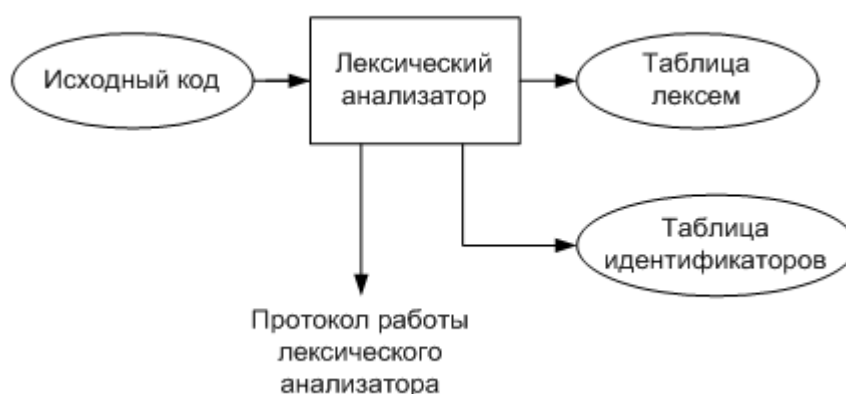 Исходный код
Лексический
анализатор
Таблица
лексем
Таблица
идентификаторов
Протокол работы
лексического
анализатора